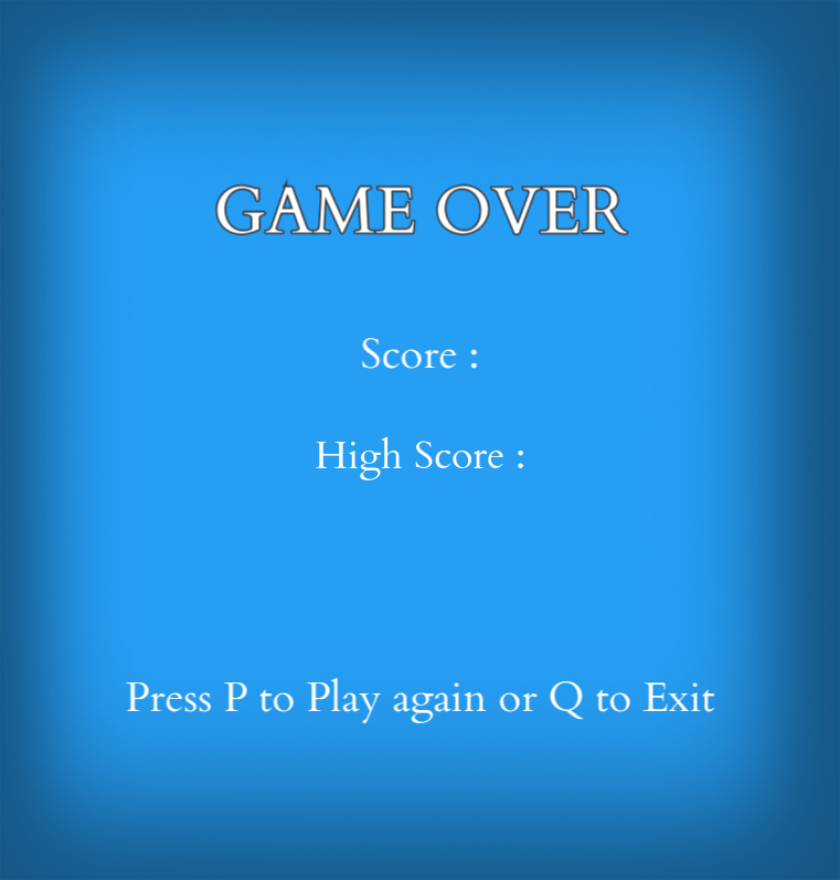 GAME OVER
Score :
High Score :
Press P to Play again or Q to Exit